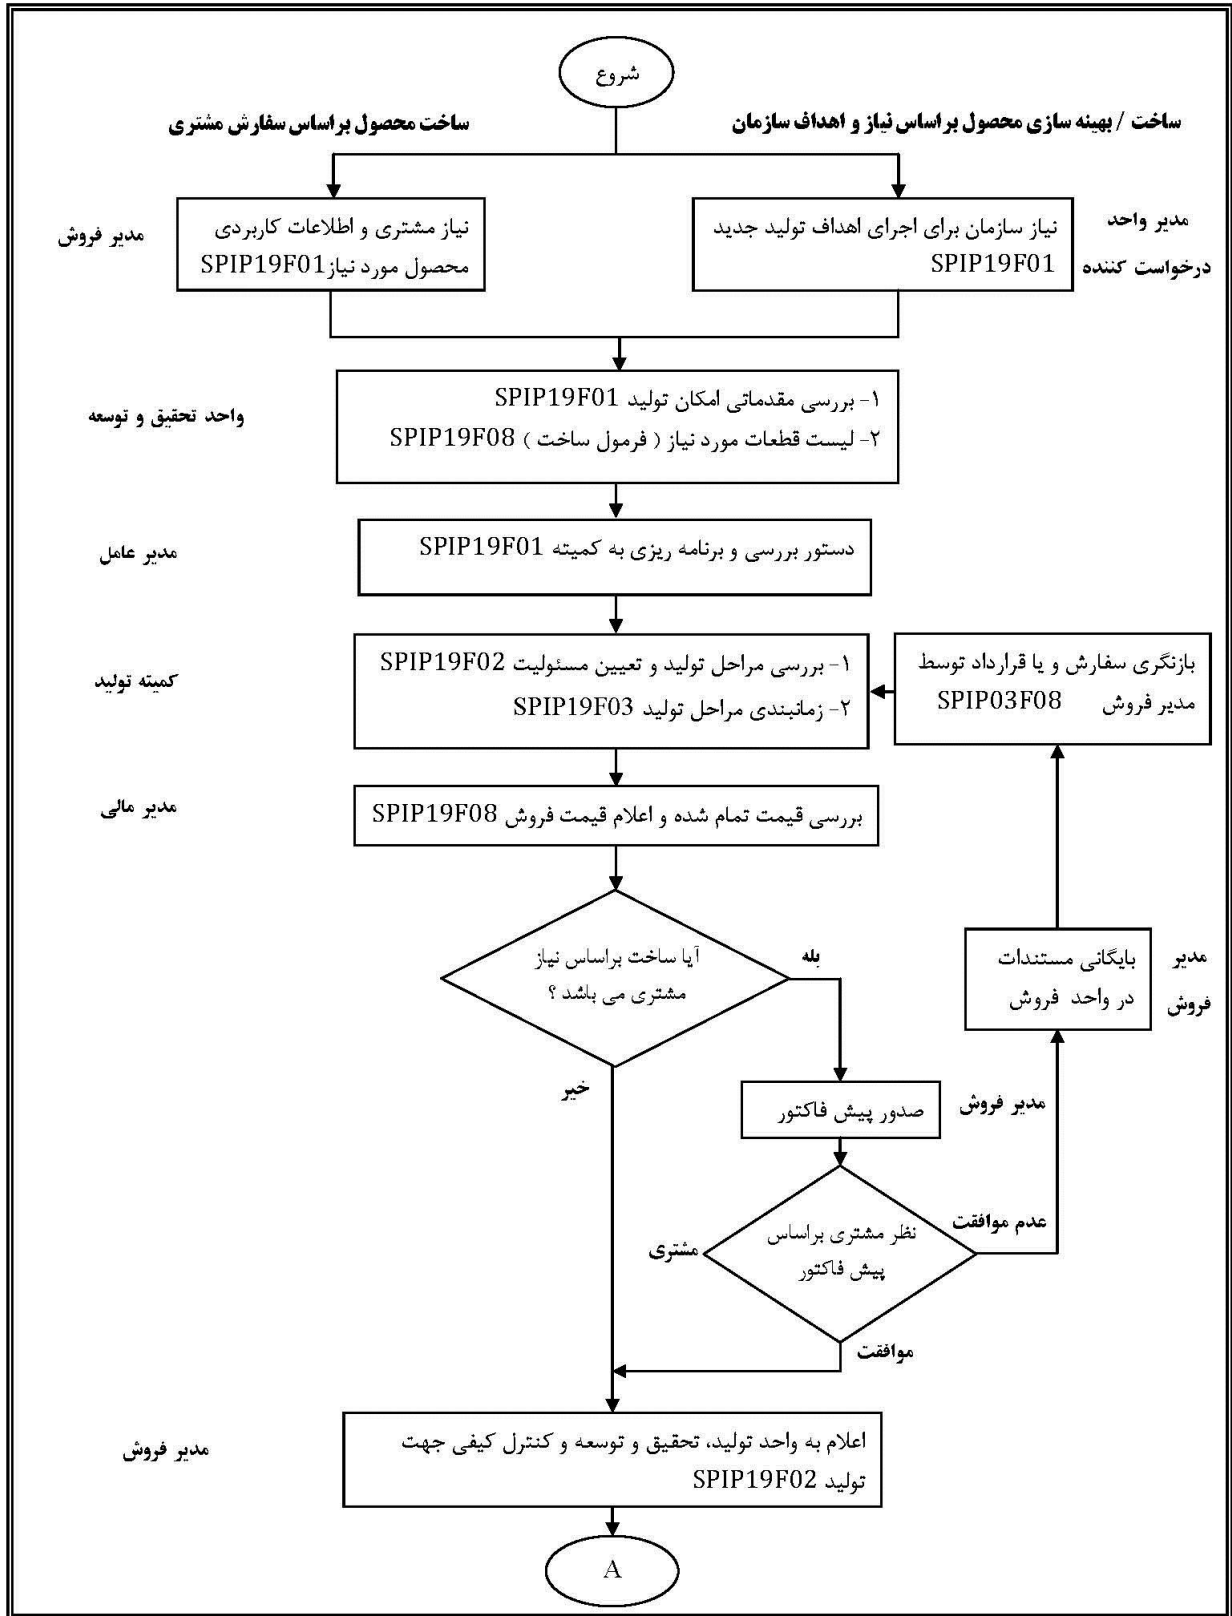 شروع
ساخت / بهینه سازی محصول براساس نیاز و اهداف سازمان
ساخت محصول براساس سفارش مشتری
مدیر واحد
درخواست کننده
نیاز سازمان برای اجرای اهداف تولید جدید
SPIP19F01
نیاز مشتری و اطلاعات کاربردی
محصول مورد نیازSPIP19F01
مدیر فروش
۱- بررسی مقدماتی امکان تولید SPIP19F01
۲- لیست قطعات مورد نیاز ( فرمول ساخت ) SPIP19F08
واحد تحقیق و توسعه
دستور بررسی و برنامه ریزی به کمیته SPIP19F01
مدیر عامل
بازنگری سفارش و یا قرارداد توسط
مدیر فروش SPIP03F08
۱- بررسی مراحل تولید و تعیین مسئولیت SPIP19F02
۲- زمانبندی مراحل تولید SPIP19F03
کمیته تولید
بررسی قیمت تمام شده و اعلام قیمت فروش SPIP19F08
مدیر مالی
مدیر
فروش
بایگانی مستندات
در واحد فروش
بله
آیا ساخت براساس نیاز
مشتری می باشد ؟
خیر
مدیر فروش
صدور پیش فاکتور
عدم موافقت
نظر مشتری براساس
پیش فاکتور
مشتری
موافقت
اعلام به واحد تولید، تحقیق و توسعه و کنترل کیفی جهت
تولید SPIP19F02
مدیر فروش
A